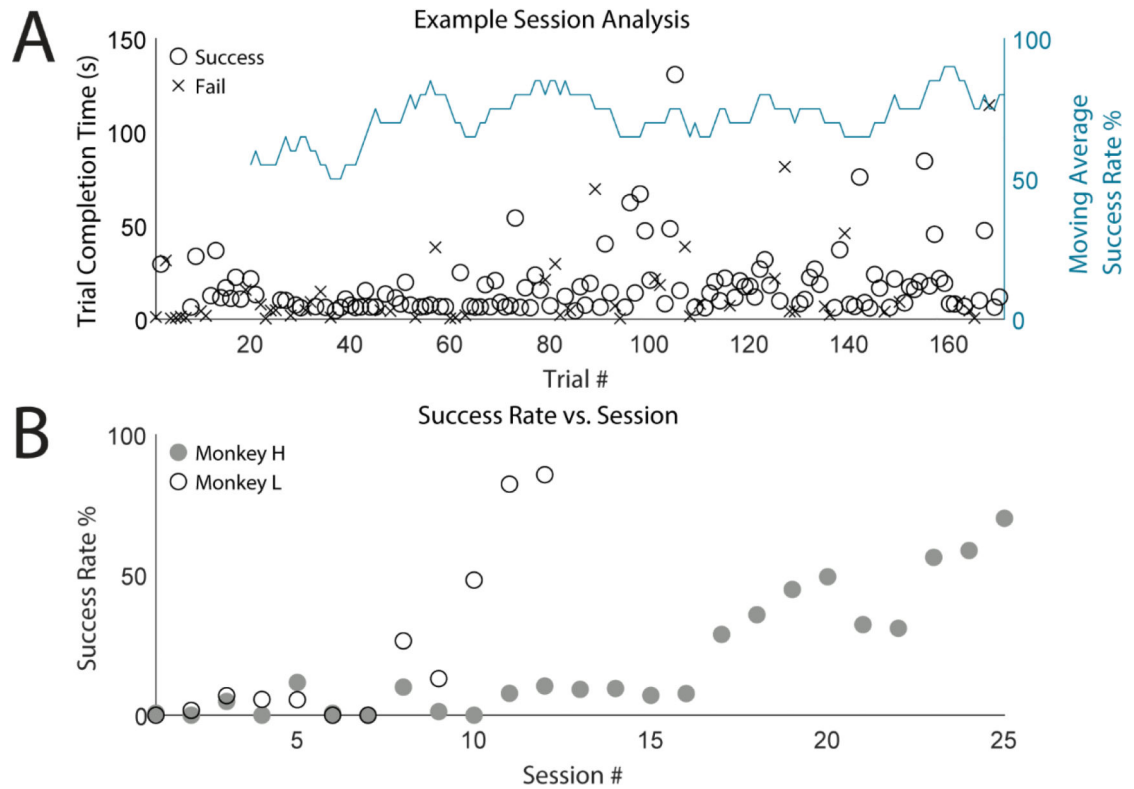 A
Example Session Analysis
Trial Completion Time (s)
150
100
50
0
Success
Fail
100
50
0
Moving Average
Success Rate %
20 40 60 80 100 120 140 160
Trial #
B
Success Rate vs. Session
Success Rate %
100
50
0
Monkey H
Monkey L
5 10 15 20 25
Session #